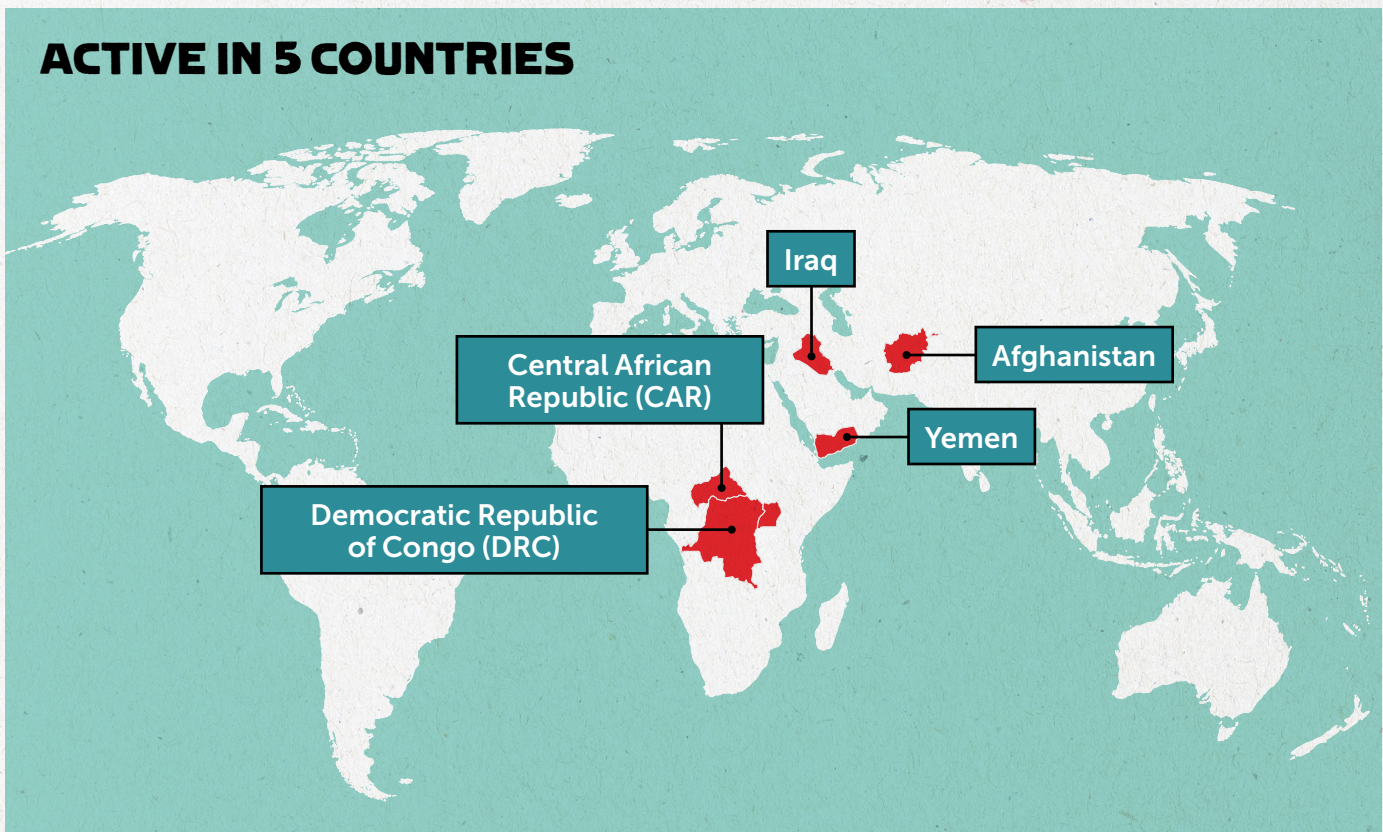 ACTIVE IN 5 COUNTRIES
Iraq
Central African
Republic (CAR)
Afghanistan
Yemen
Democratic Republic
of Congo (DRC)